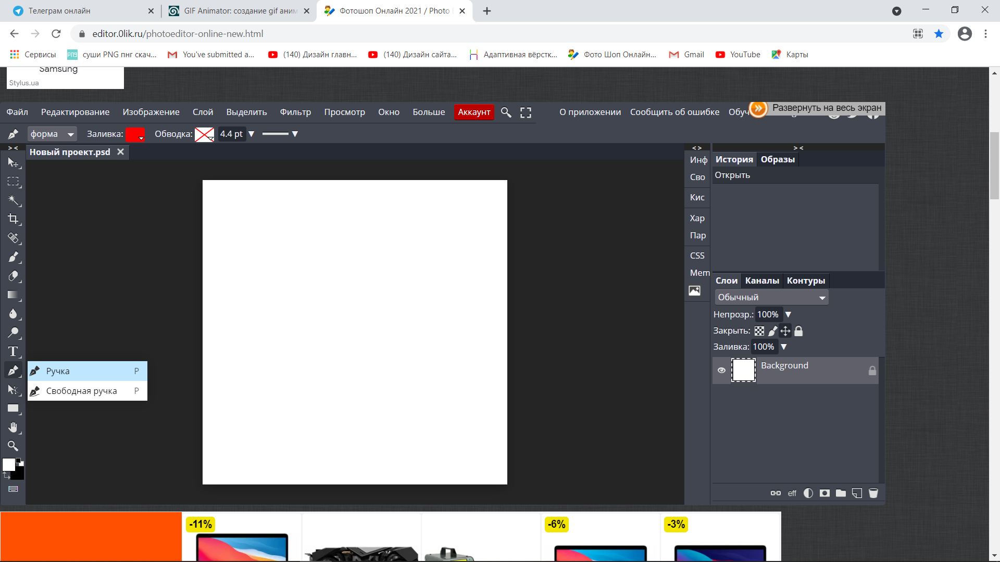 Телеграм онлайн
GIF Animator: создание gif аним
Фотошоп Онлайн 2021 / Photo
editor.0lik.ru/photoeditor-online-new.html
Сервисы
суши PNG пнг скач...
You've submitted a...
(140) Дизайн главн...
(140) Дизайн сайта...
Адаптивная вёрстк...
Фото Шоп Онлайн...
Gmail
YouTube
Карты
Samsung
Stylus.ua
Файл Редактирование Изображение Слой Выделить Фильтр Просмотр Окно Больше Аккаунт
О приложении Сообщить об ошибке Обуч
Развернуть на весь экран
форма Заливка: Обводка: 4.4 pt
Новый проект.psd
Инф
Сво
Кис
Хар
Пар
CSS
Mem
История Образы
Открыть
Слои Каналы Контуры
Обычный
Непрозр.: 100%
Закрыть:
Заливка: 100%
Background
eff
T
Ручка P
Свободная ручка P
-11%
-6%
-3%